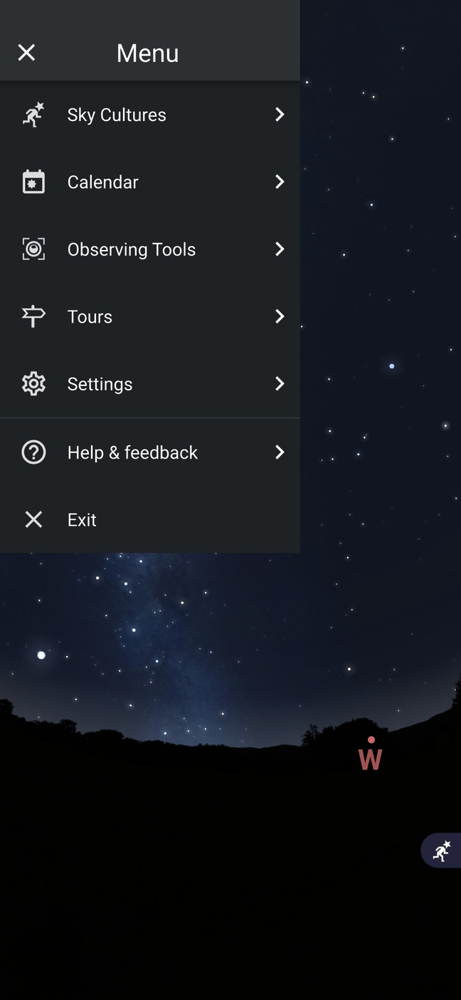 Menu
Sky Cultures
Calendar
Observing Tools
Tours
Settings
Help & feedback
Exit
W